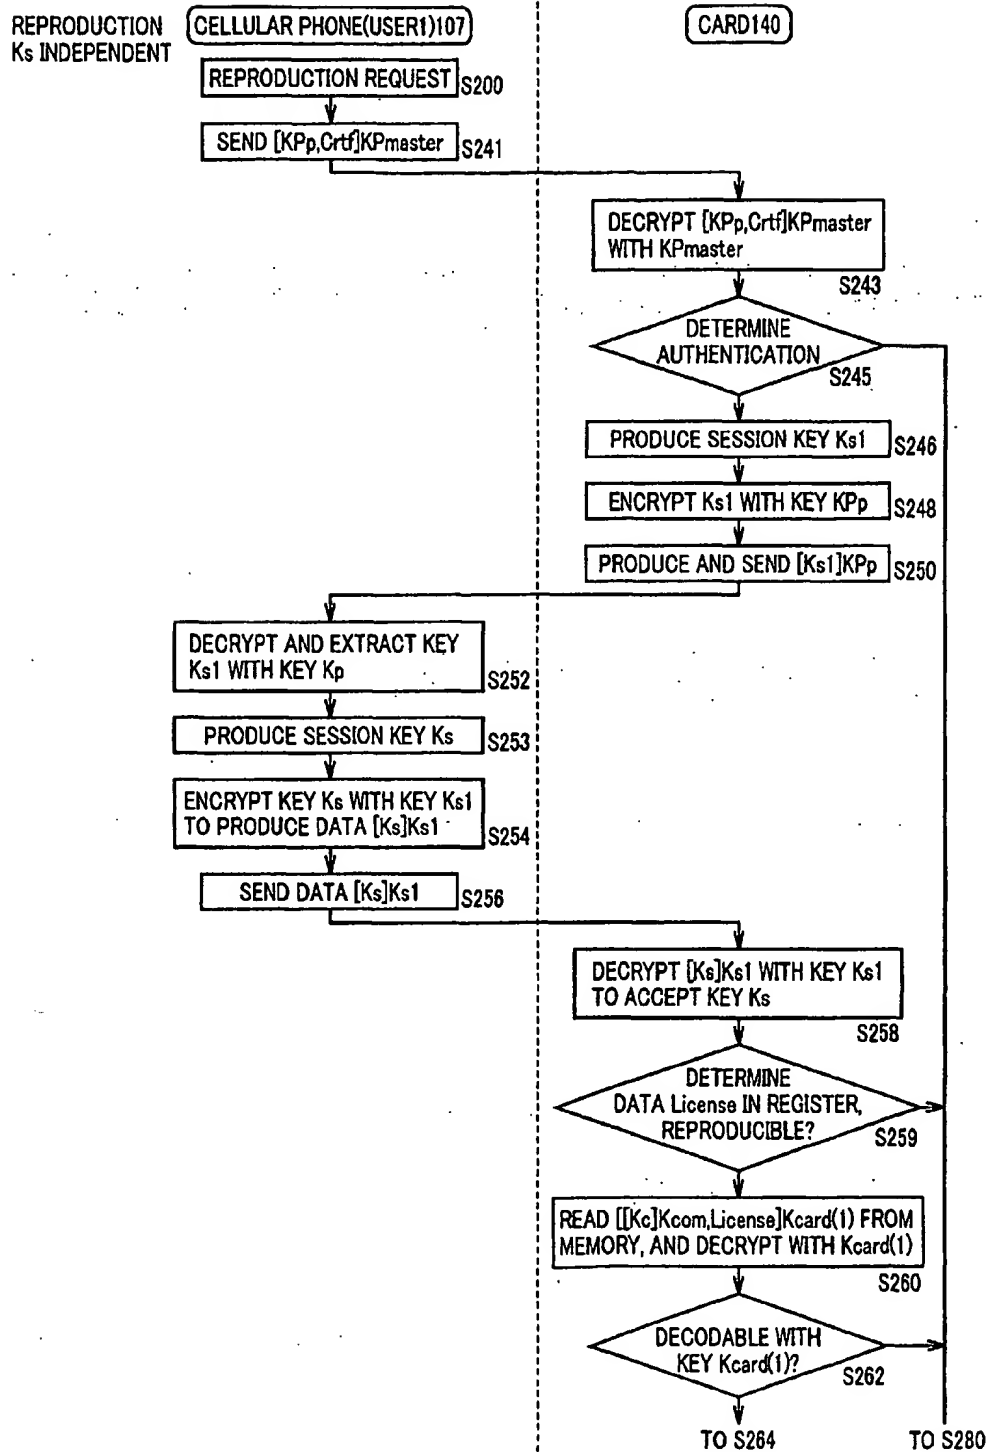 REPRODUCTION
Ks INDEPENDENT
CELLULAR PHONE(USER1)107
CARD140
REPRODUCTION REQUEST
S200
SEND [KPp,Crtf]KPmaster
S241
DECRYPT [KPp,Crtf]KPmaster
WITH KPmaster
S243
DETERMINE
AUTHENTICATION
S245
PRODUCE SESSION KEY Ks1
S246
ENCRYPT Ks1 WITH KEY KPp
S248
PRODUCE AND SEND [Ks1]KPp
S250
DECRYPT AND EXTRACT KEY
Ks1 WITH KEY Kp
S252
PRODUCE SESSION KEY Ks
S253
ENCRYPT KEY Ks WITH KEY Ks1
TO PRODUCE DATA [Ks]Ks1
S254
SEND DATA [Ks]Ks1
S256
DECRYPT [Ks]Ks1 WITH KEY Ks1
TO ACCEPT KEY Ks
S258
DETERMINE
DATA License IN REGISTER,
REPRODUCIBLE?
S259
READ [[Kc]Kcom,License]Kcard(1) FROM
MEMORY, AND DECRYPT WITH Kcard(1)
S260
DECODABLE WITH
KEY Kcard(1)?
S262
TO S264
TO S280